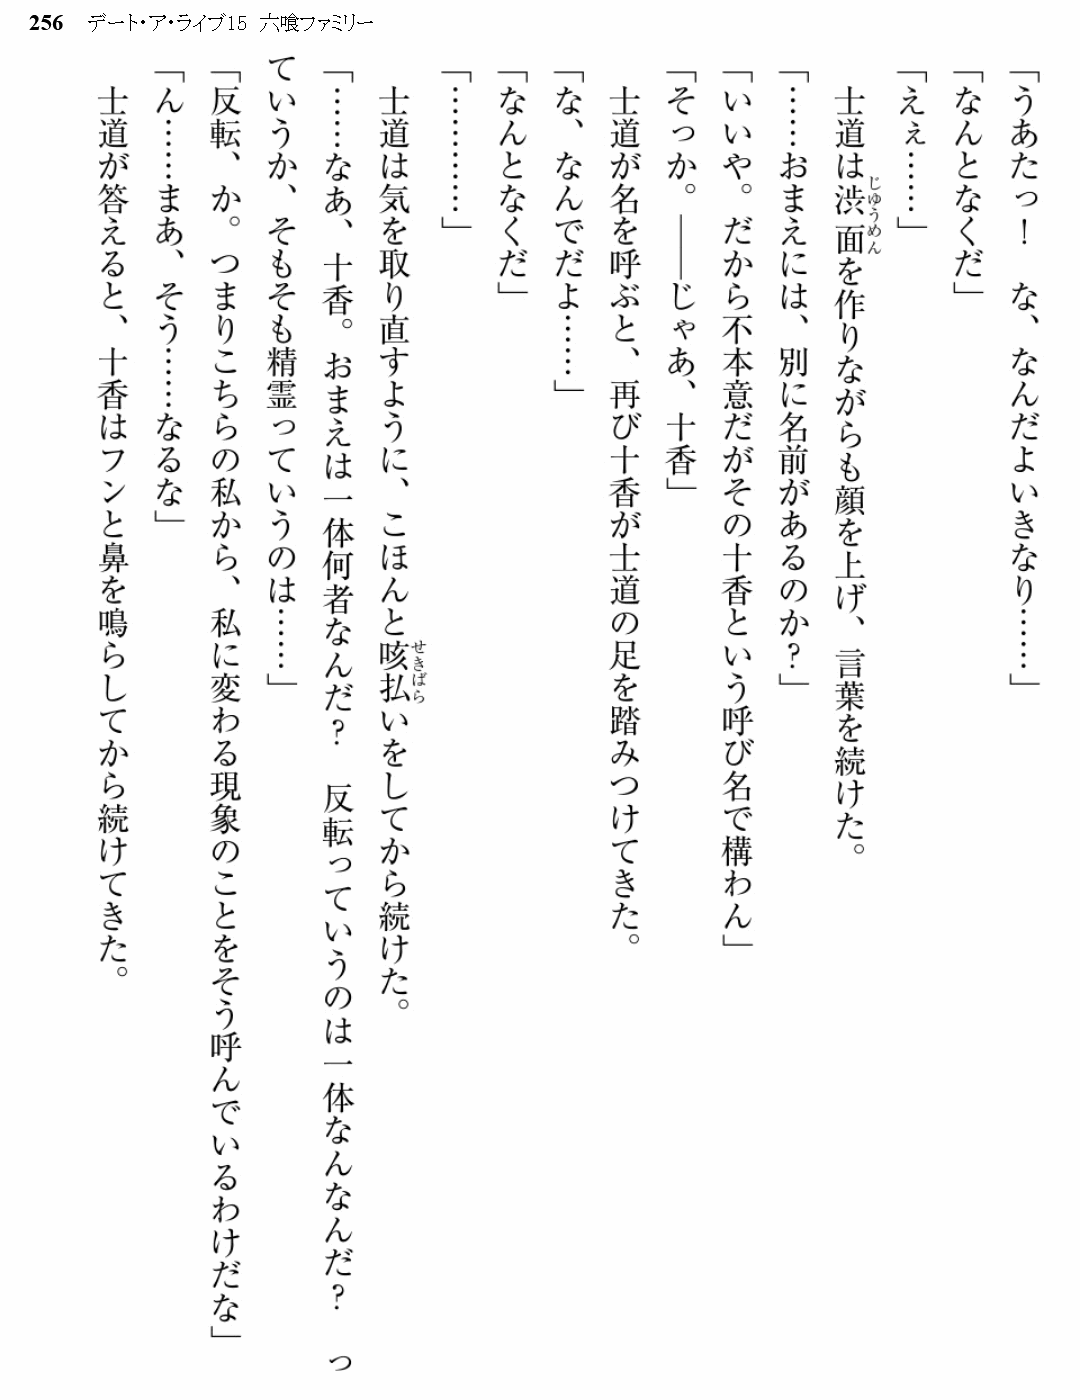 256 デート・ア・ライブ15 六喰ファミリー
「うあたっ！　な、なんだよいきなり……」
「なんとなくだ」
「えぇ……」
　士道は渋面を作りながらも顔を上げ、言葉を続けた。
じゆうめん
「……おまえには、別に名前があるのか？」
「いいや。だから不本意だがその十香という呼び名で構わん」
「そっか。――じゃあ、十香」
　士道が名を呼ぶと、再び十香が士道の足を踏みつけてきた。
「な、なんでだよ……」
「なんとなくだ」
「…………」
　士道は気を取り直すように、こほんと咳払いをしてから続けた。
せきばら
「……なあ、十香。おまえは一体何者なんだ？　反転っていうのは一体なんなんだ？　っ
ていうか、そもそも精霊っていうのは……」
「反転、か。つまりこちらの私から、私に変わる現象のことをそう呼んでいるわけだな」
「ん……まあ、そう……なるな」
　士道が答えると、十香はフンと鼻を鳴らしてから続けてきた。